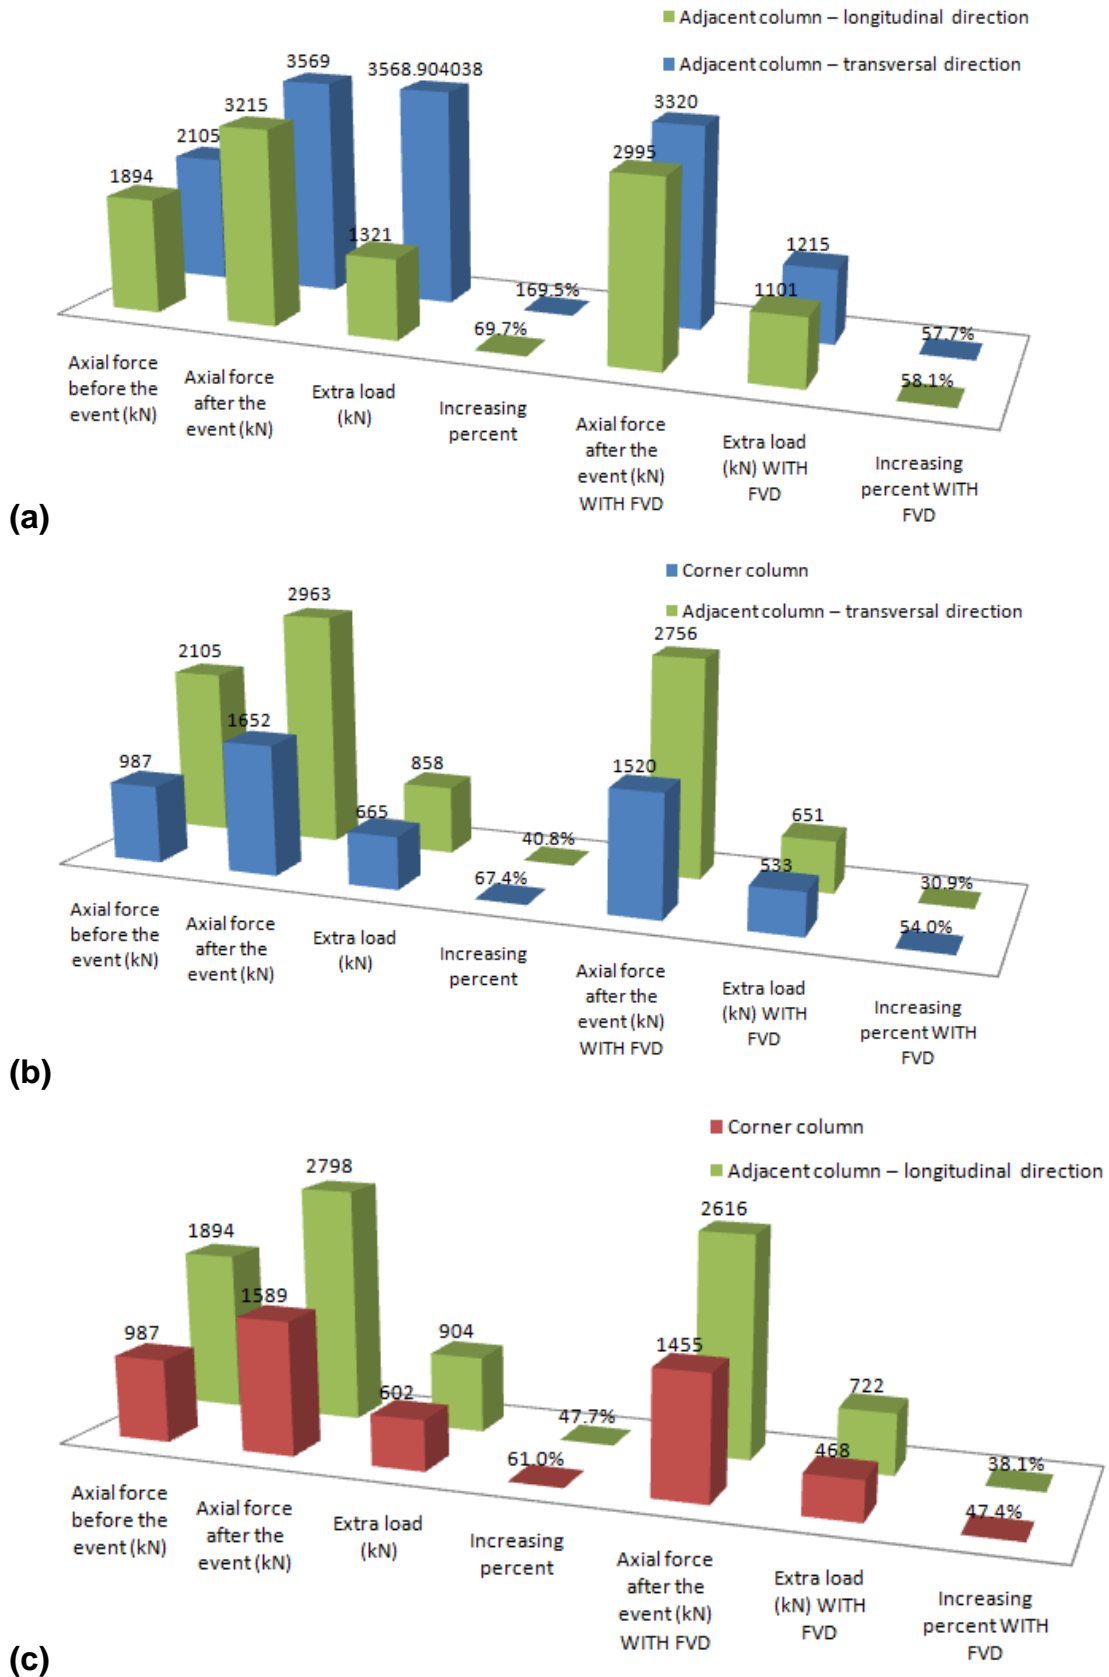 Adjacent column – longitudinal direction
Adjacent column – transversal direction
3569
3568.904038
3215
3320
2995
2105
1894
1321
1215
1101
169.5%
69.7%
57.7%
58.1%
Axial force
before the
event (kN)
Axial force
after the
event (kN)
Extra load
(kN)
Increasing
percent
Axial force
after the
event (kN)
WITH FVD
Extra load
(kN) WITH
FVD
Increasing
percent WITH
FVD
(a)
Corner column
Adjacent column – transversal direction
2963
2756
2105
1652
987
858
1520
665
651
533
40.8%
67.4%
30.9%
54.0%
Axial force
before the
event (kN)
Axial force
after the
event (kN)
Extra load
(kN)
Increasing
percent
Axial force
after the
event (kN)
WITH FVD
Extra load
(kN) WITH
FVD
Increasing
percent WITH
FVD
(b)
Corner column
Adjacent column – longitudinal direction
2798
2616
1894
1589
987
904
1455
602
722
468
47.7%
61.0%
38.1%
47.4%
Axial force
before the
event (kN)
Axial force
after the
event (kN)
Extra load
(kN)
Increasing
percent
Axial force
after the
event (kN)
WITH FVD
Extra load
(kN) WITH
FVD
Increasing
percent WITH
FVD
(c)